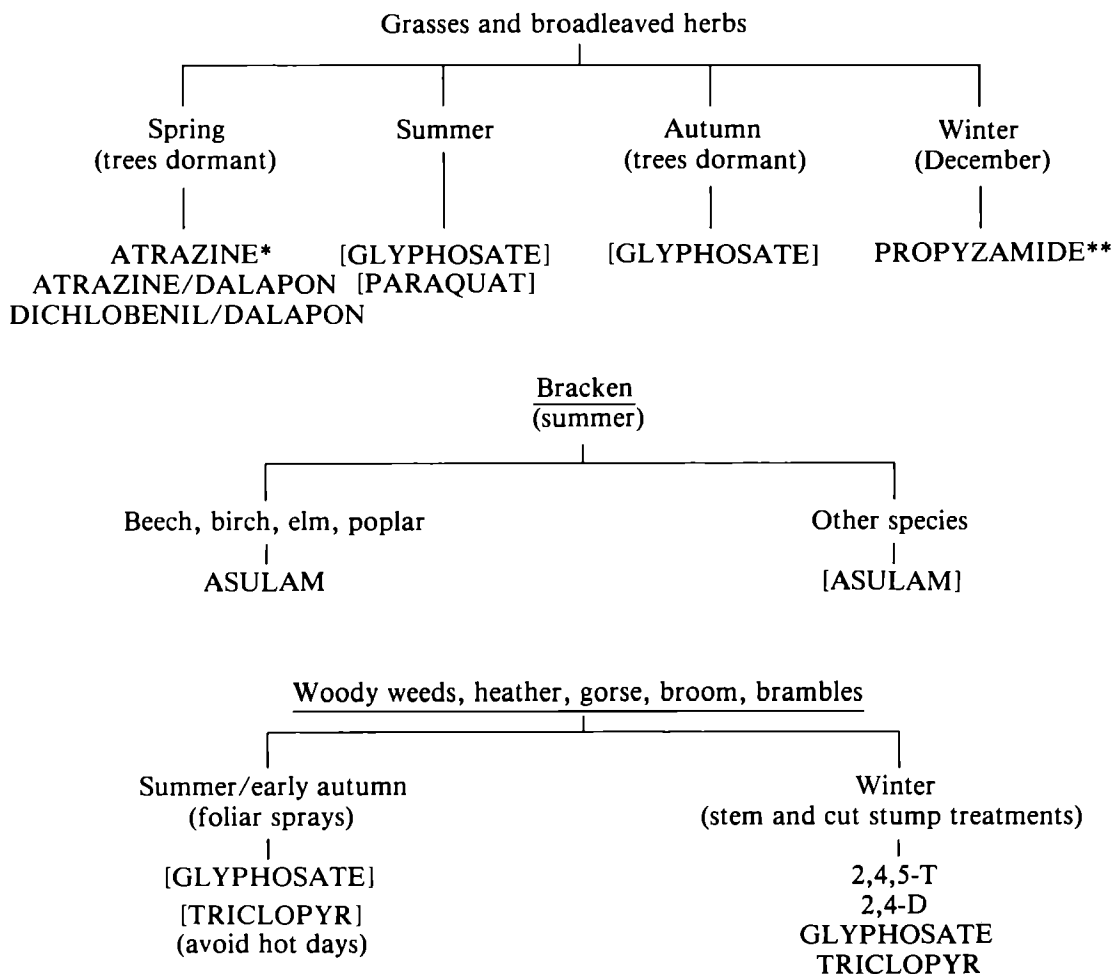 Grasses and broadleaved herbs
Spring Summer Autumn Winter
(trees dormant) (trees dormant) (December)
ATRAZINE* [GLYPHOSATE] [GLYPHOSATE] PROPYZAMIDE**
ATRAZINE/DALAPON [PARAQUAT]
DICHLOBENIL/DALAPON
Bracken
(summer)
Beech, birch, elm, poplar Other species
ASULAM [ASULAM]
Woody weeds, heather, gorse, broom, brambles
Summer/early autumn Winter
(foliar sprays) (stem and cut stump treatments)
[GLYPHOSATE] 2,4,5-T
[TRICLOPYR] 2,4-D
(avoid hot days) GLYPHOSATE
TRICLOPYR